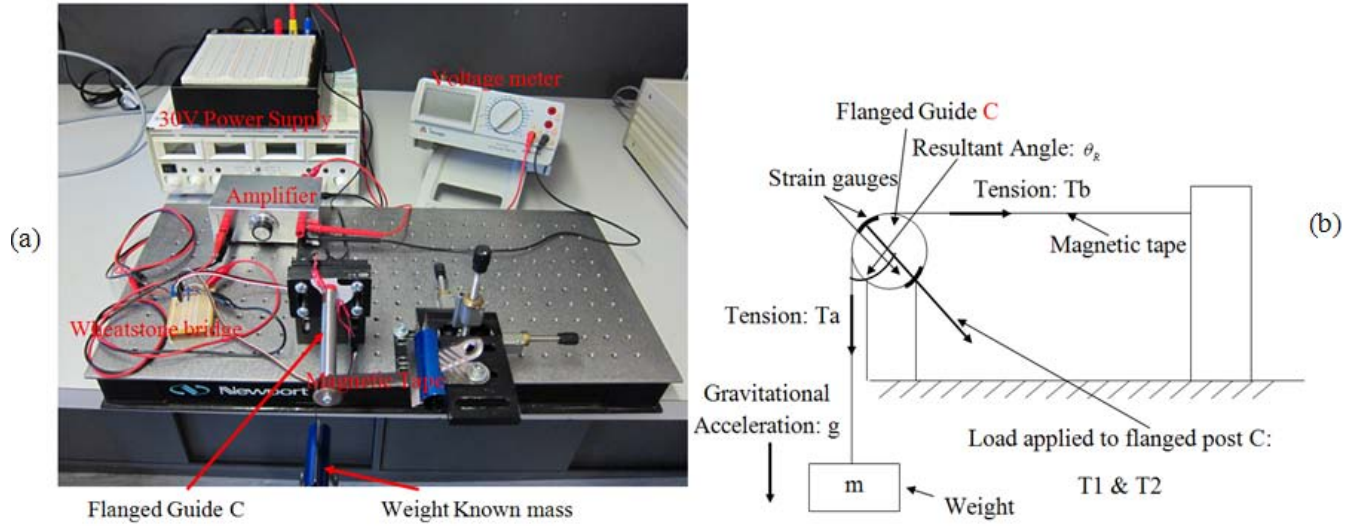 (a)
30V Power Supply
Voltage meter
Amplifier
Wheatstone bridge
Magnetic Tape
Newport
Flanged Guide C
Weight Known mass
Flanged Guide C
Resultant Angle: θR
Strain gauges
Tension: Tb
(b)
Magnetic tape
Tension: Ta
Gravitational
Acceleration: g
Load applied to flanged post C:
T1 & T2
m
Weight